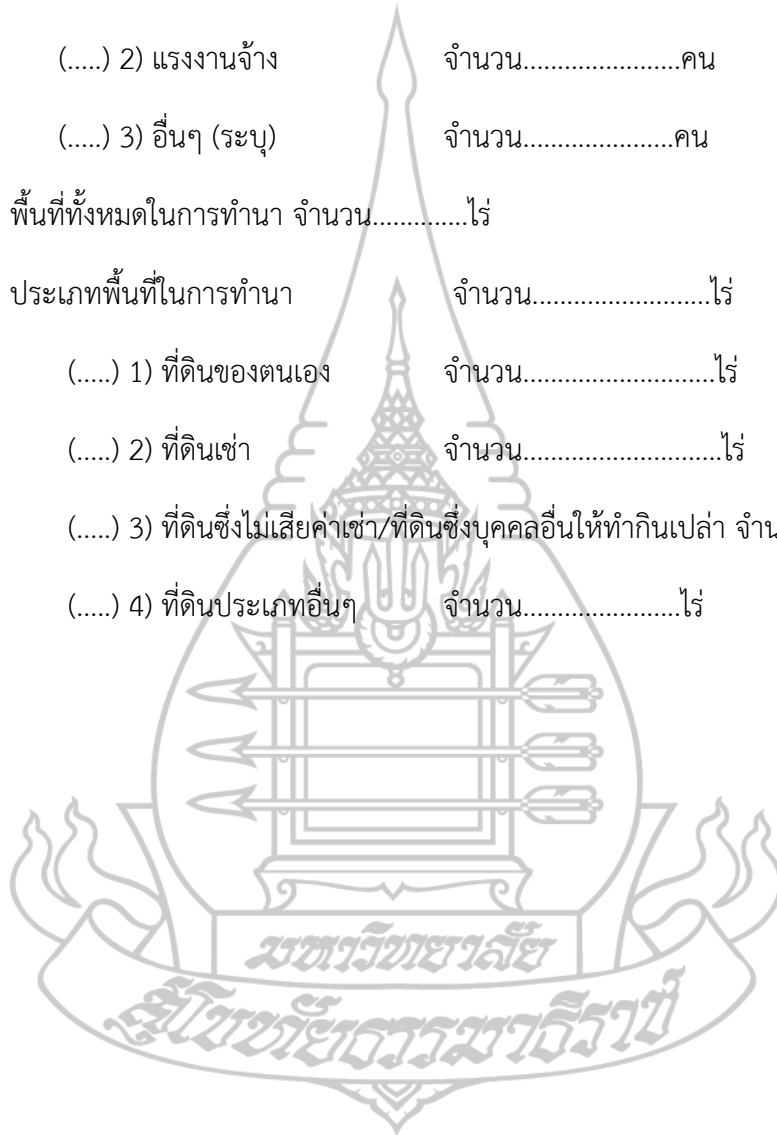 (.....) 2) แรงงานจ้าง จำนวน.......................คน
(.....) 3) อื่นๆ (ระบุ) จำนวน......................คน
พื้นที่ทั้งหมดในการทำนา จำนวน..............ไร่
ประเภทพื้นที่ในการทำนา จำนวน..........................ไร่
(.....) 1) ที่ดินของตนเอง จำนวน............................ไร่
(.....) 2) ที่ดินเช่า จำนวน.............................ไร่
(.....) 3) ที่ดินซึ่งไม่เสียค่าเช่า/ที่ดินซึ่งบุคคลอื่นให้ทำกินเปล่า จำน
(.....) 4) ที่ดินประเภทอื่นๆ จำนวน.......................ไร่
มหาวิทยาลัย
สุโขทัยธรรมาธิราช